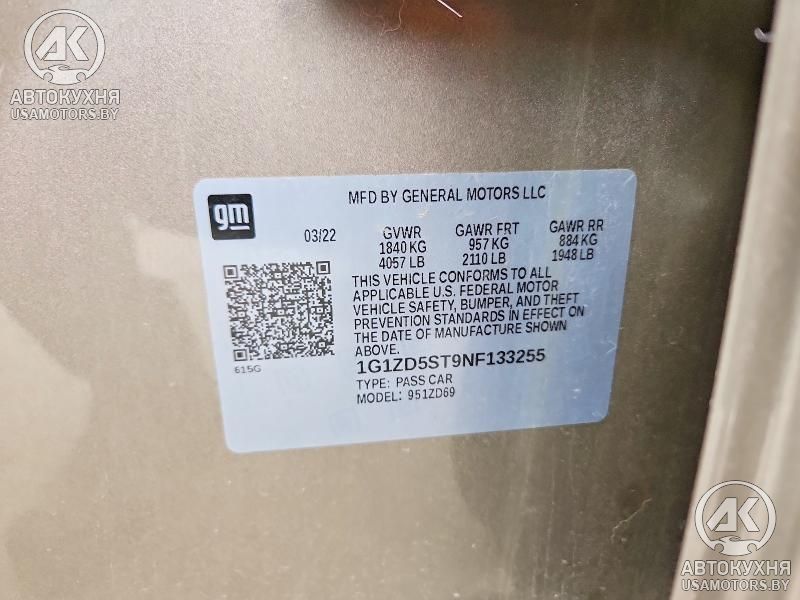 АК
АВТОКУХНЯ
USAMOTORS.BY
gm
MFD BY GENERAL MOTORS LLC
03/22 GVWR GAWR FRT GAWR RR
1840 KG 957 KG 884 KG
4057 LB 2110 LB 1948 LB
THIS VEHICLE CONFORMS TO ALL
APPLICABLE U.S. FEDERAL MOTOR
VEHICLE SAFETY, BUMPER, AND THEFT
PREVENTION STANDARDS IN EFFECT ON
THE DATE OF MANUFACTURE SHOWN
ABOVE.
615G
1G1ZD5ST9NF133255
TYPE: PASS CAR
MODEL: 951ZD69
АК
АВТОКУХНЯ
USAMOTORS.BY